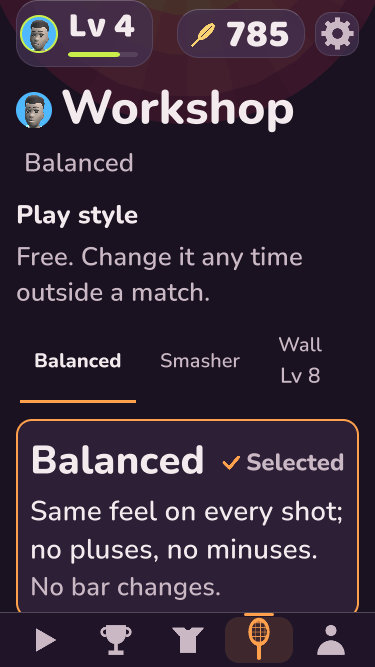 Lv 4
785
Workshop
Balanced
Play style
Free. Change it any time
outside a match.
Balanced
Smasher
Wall
Lv 8
Balanced
Selected
Same feel on every shot;
no pluses, no minuses.
No bar changes.